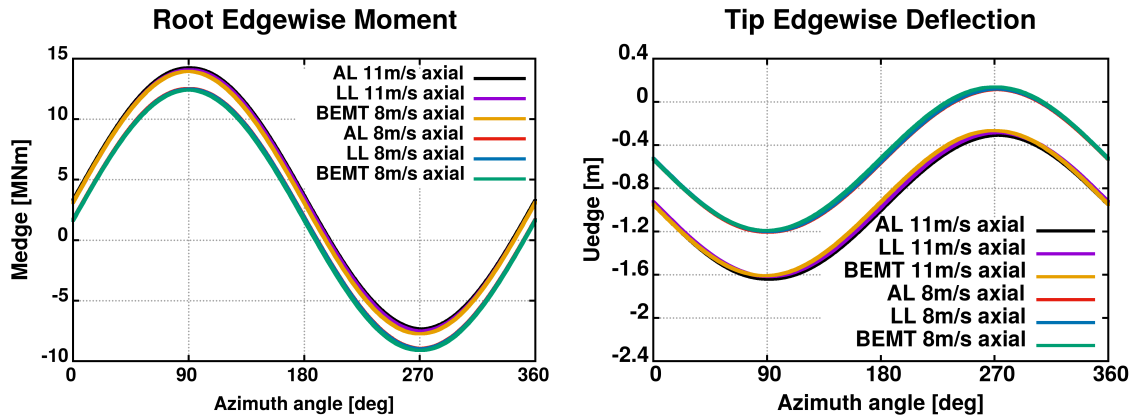 Root Edgewise Moment
15
10
5
0
-5
-10
Medge [MNm]
AL 11m/s axial
LL 11m/s axial
BEMT 8m/s axial
AL 8m/s axial
LL 8m/s axial
BEMT 8m/s axial
0 90 180 270 360
Azimuth angle [deg]
Tip Edgewise Deflection
0.4
0
-0.4
-0.8
-1.2
-1.6
-2
-2.4
Uedge [m]
AL 11m/s axial
LL 11m/s axial
BEMT 11m/s axial
AL 8m/s axial
LL 8m/s axial
BEMT 8m/s axial
0 90 180 270 360
Azimuth angle [deg]